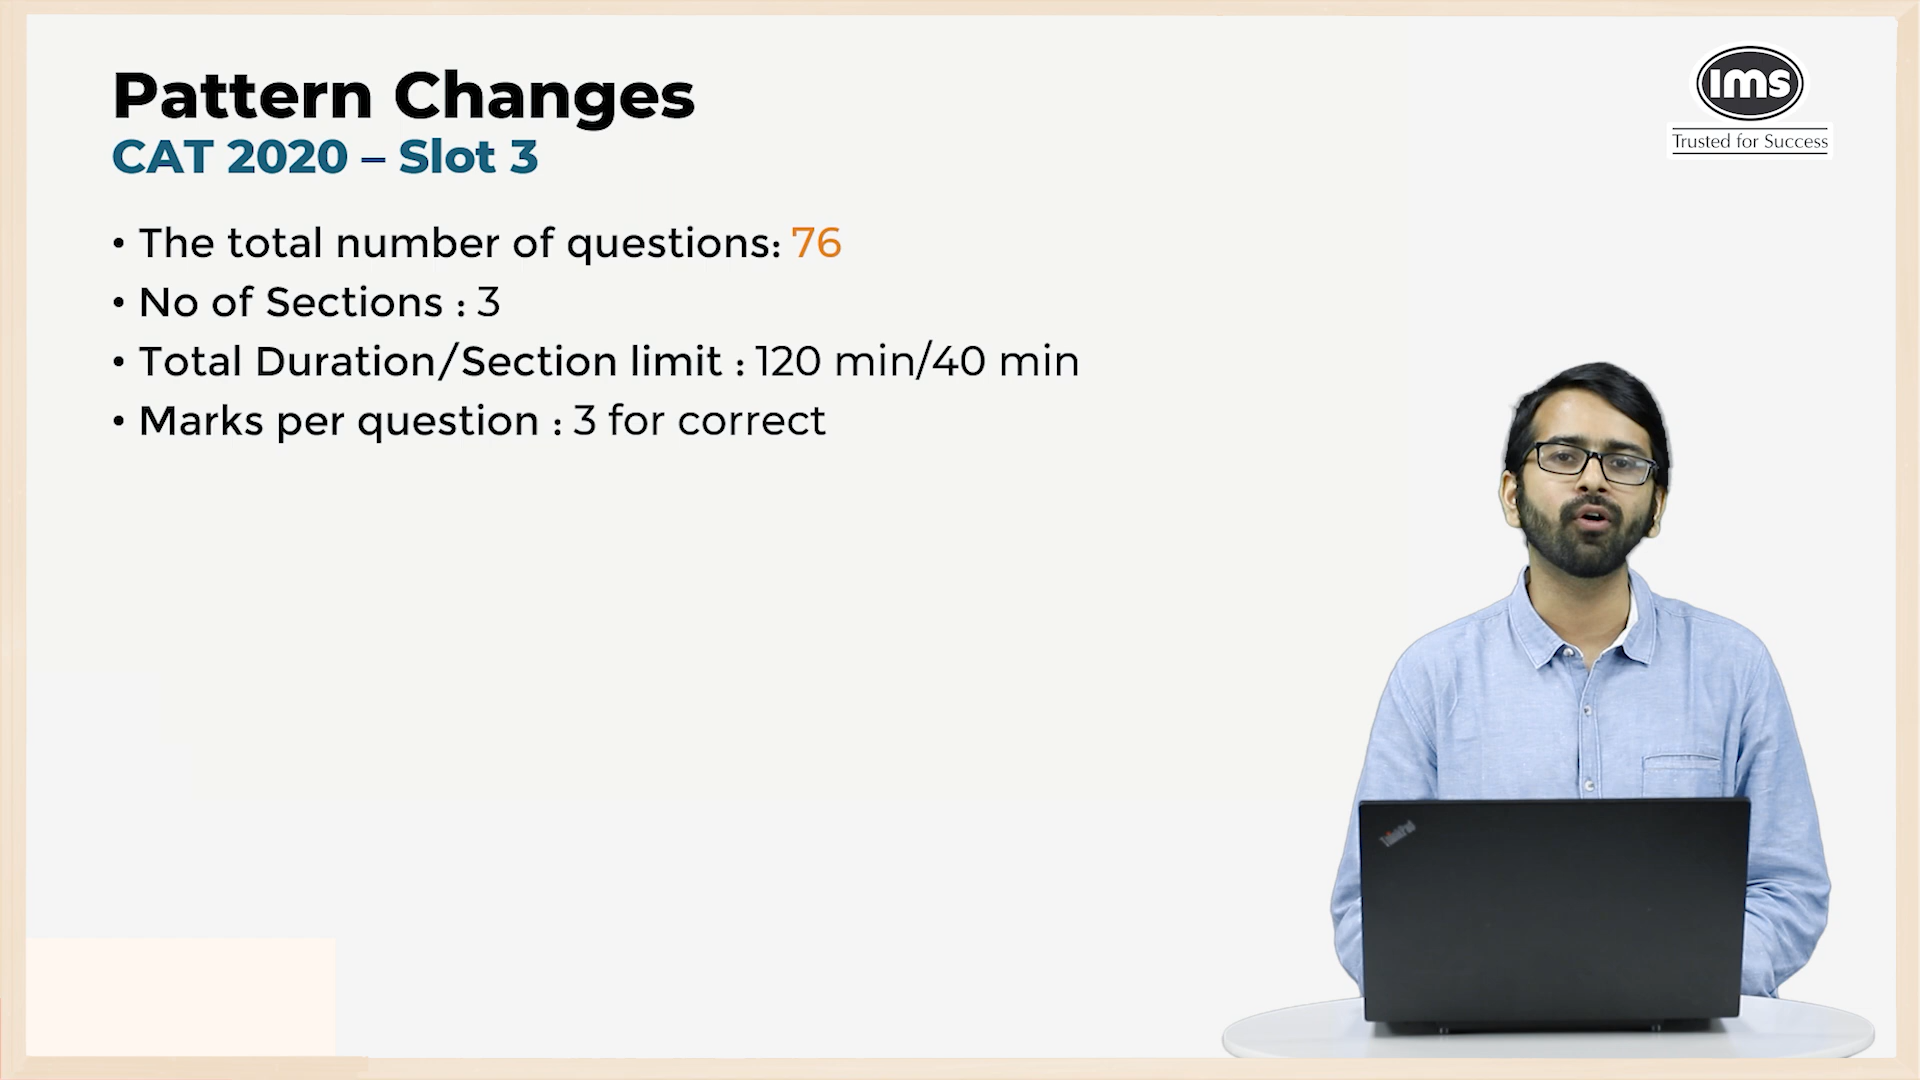 Pattern Changes
CAT 2020 – Slot 3
• The total number of questions: 76
• No of Sections : 3
• Total Duration/Section limit : 120 min/40 min
• Marks per question : 3 for correct
ims
Trusted for Success
ThinkPad